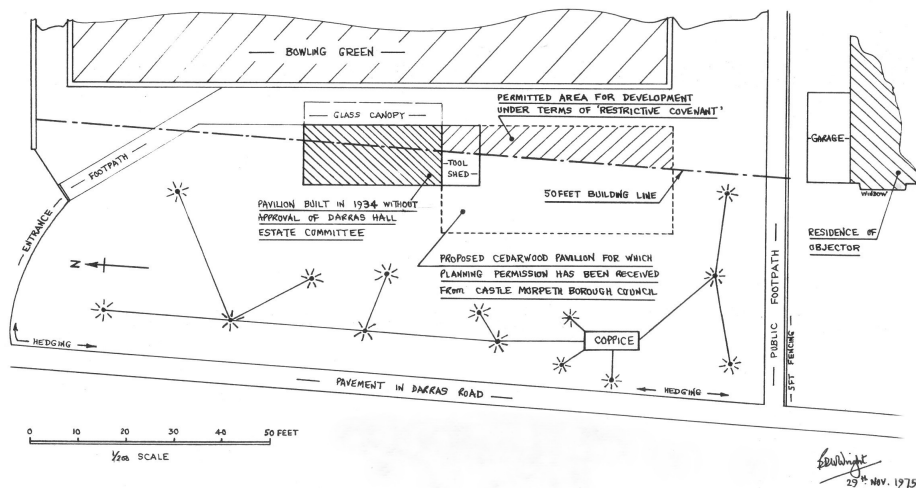 BOWLING GREEN
PERMITTED AREA FOR DEVELOPMENT
UNDER TERMS OF 'RESTRICTIVE COVENANT'
GLASS CANOPY
GARAGE
FOOTPATH
TOOL
SHED
50 FEET BUILDING LINE
WINDOW
ENTRANCE
PAVILION BUILT IN 1934 WITHOUT
APPROVAL OF DARRAS HALL
ESTATE COMMITTEE
RESIDENCE OF
OBJECTOR
N
PROPOSED CEDARWOOD PAVILION FOR WHICH
PLANNING PERMISSION HAS BEEN RECEIVED
FROM CASTLE MORPETH BOROUGH COUNCIL
PUBLIC FOOTPATH
5FT FENCING
HEDGING
COPPICE
PAVEMENT IN DARRAS ROAD
HEDGING
0 10 20 30 40 50 FEET
1/200 SCALE
Wright
29TH NOV. 1975